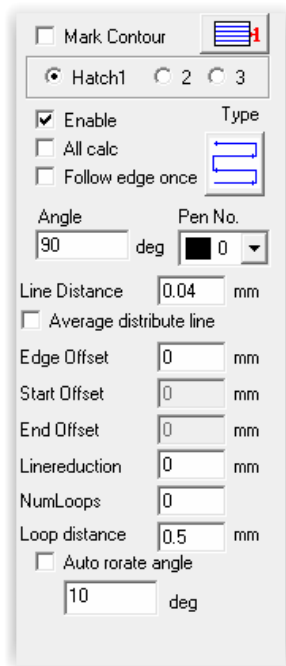 Mark Contour
1
Hatch1 2 3
Enable Type
All calc
Follow edge once
Angle Pen No.
90 deg 0
Line Distance 0.04 mm
Average distribute line
Edge Offset 0 mm
Start Offset 0 mm
End Offset 0 mm
Linereduction 0 mm
NumLoops 0
Loop distance 0.5 mm
Auto rorate angle
10 deg